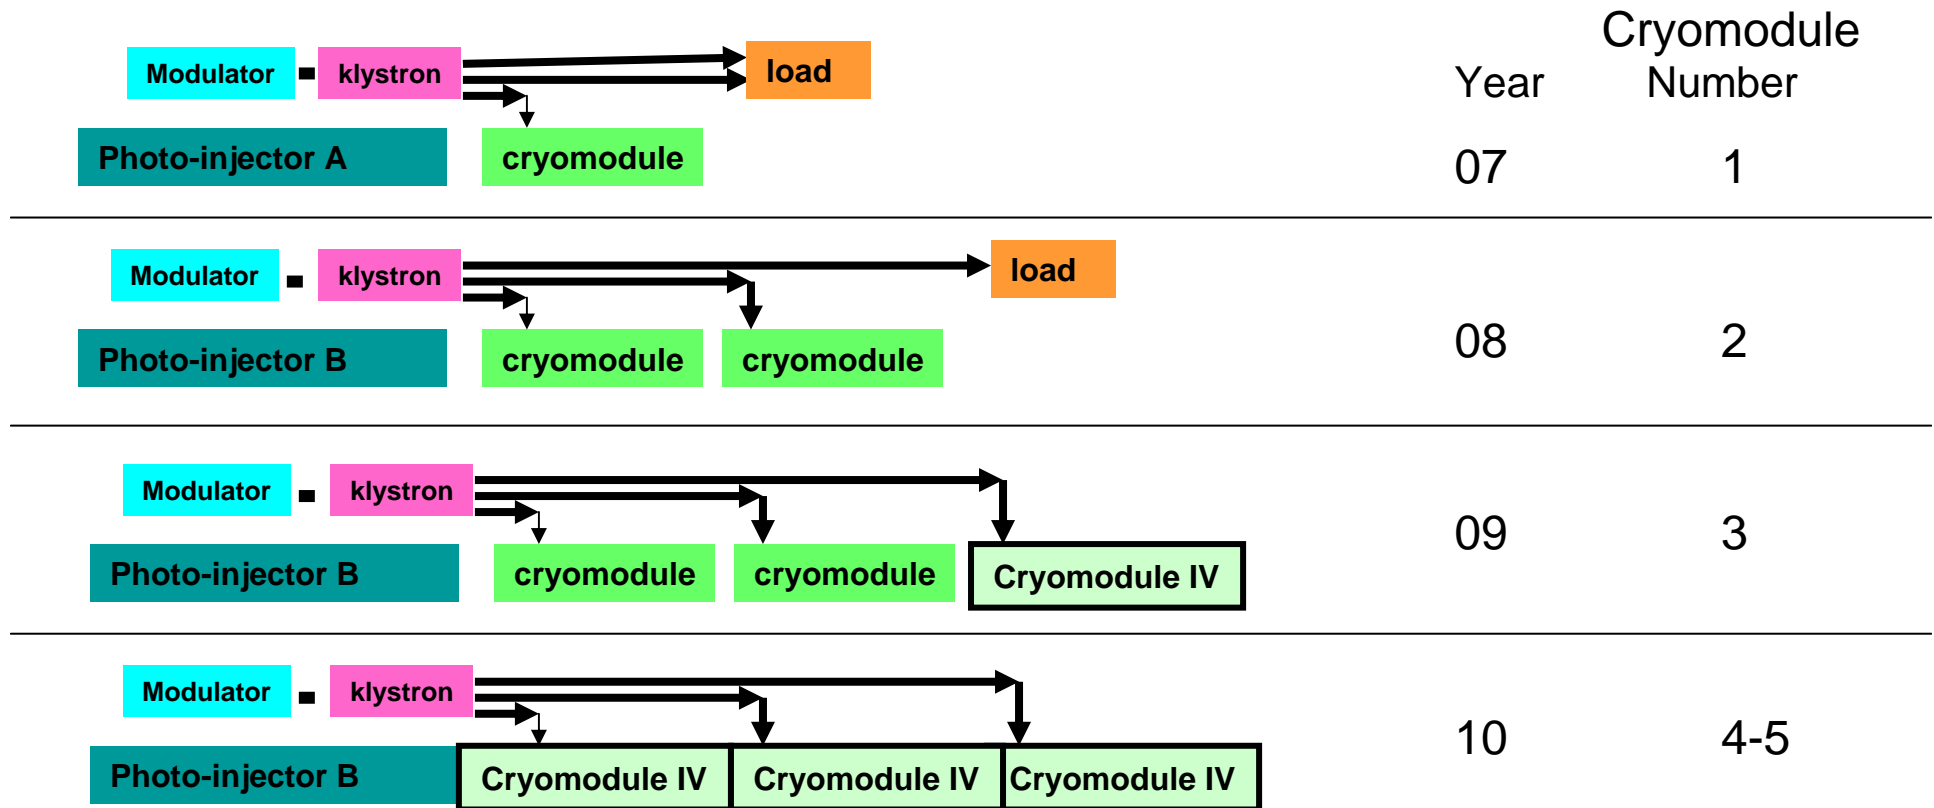 Cryomodule
Year Number
Modulator klystron load
Photo-injector A cryomodule
07 1
Modulator klystron load
Photo-injector B cryomodule cryomodule
08 2
Modulator klystron
Photo-injector B cryomodule cryomodule Cryomodule IV
09 3
Modulator klystron
Photo-injector B Cryomodule IV Cryomodule IV Cryomodule IV
10 4-5